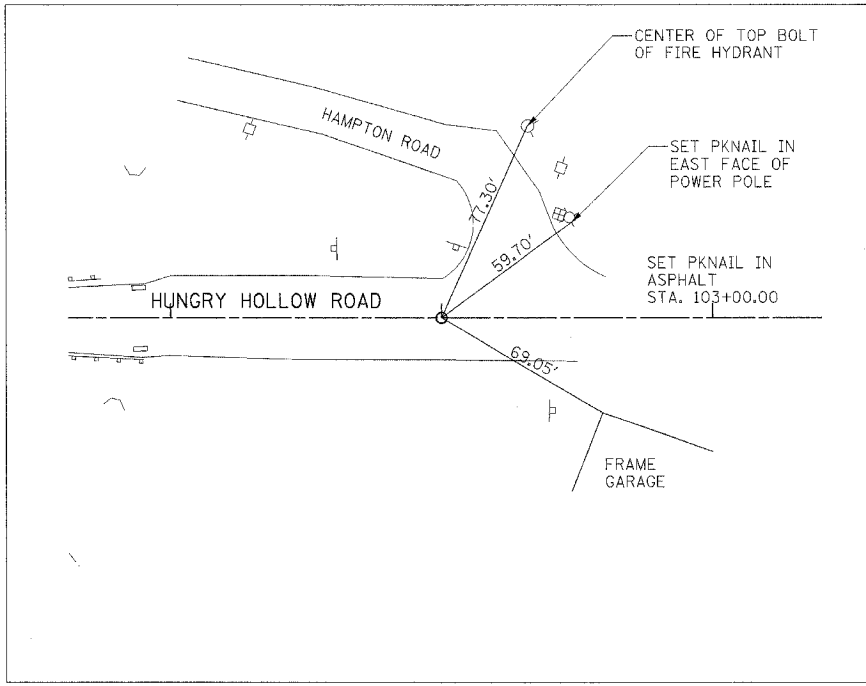 CENTER OF TOP BOLT
OF FIRE HYDRANT
HAMPTON ROAD
SET PKNAIL IN
EAST FACE OF
POWER POLE
77.30'
59.70'
SET PKNAIL IN
ASPHALT
STA. 103+00.00
HUNGRY HOLLOW ROAD
69.05'
FRAME
GARAGE